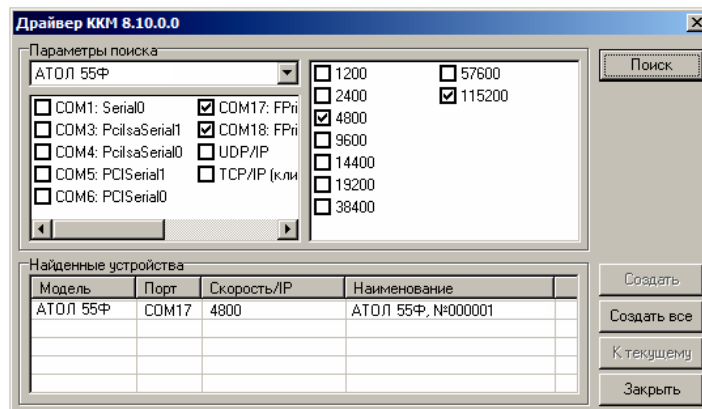 Драйвер ККМ 8.10.0.0
Параметры поиска
АТОЛ 55Ф
COM1: Serial0
COM3: PciIsaSerial1
COM4: PciIsaSerial0
COM5: PCISerial1
COM6: PCISerial0
COM17: FPri
COM18: FPri
UDP/IP
TCP/IP (кли
1200
2400
4800
9600
14400
19200
38400
57600
115200
Поиск
Найденные устройства
Модель Порт Скорость/IP Наименование
АТОЛ 55Ф COM17 4800 АТОЛ 55Ф, №000001
Создать
Создать все
К текущему
Закрыть